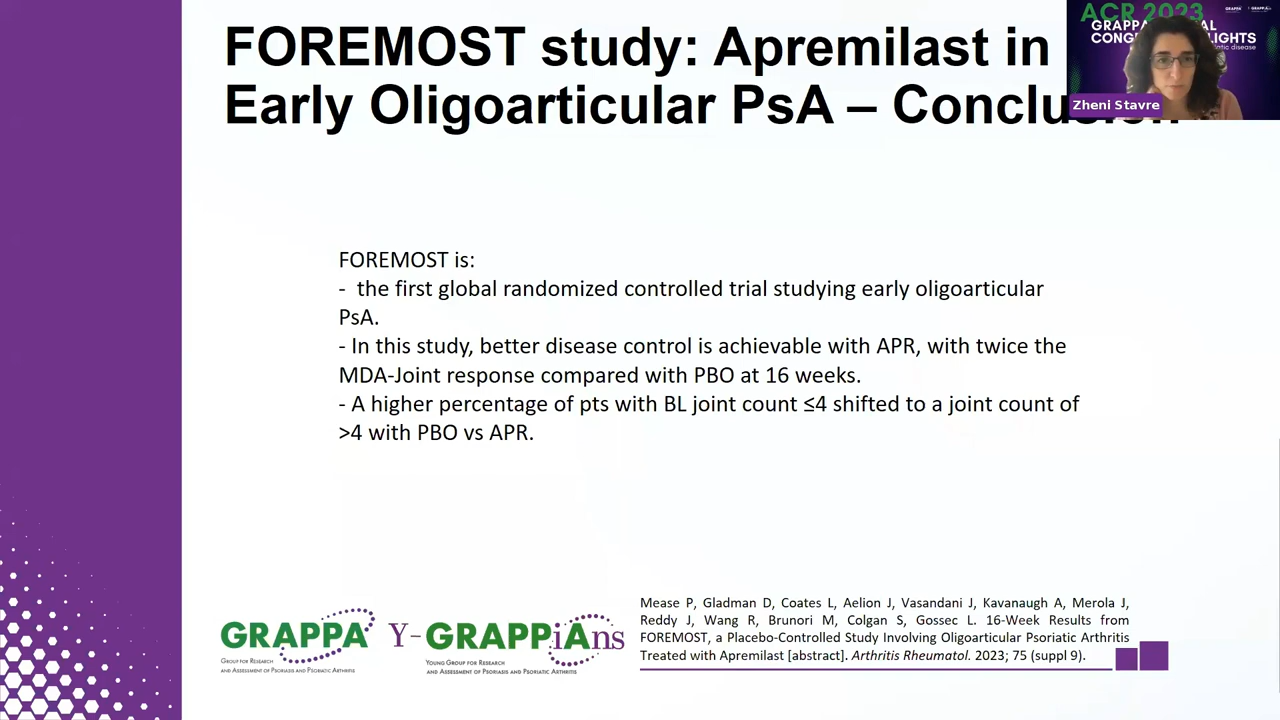 FOREMOST study: Apremilast in
Early Oligoarticular PsA – Conclusion
ACR 2023
Zheni Stavre
FOREMOST is:
- the first global randomized controlled trial studying early oligoarticular
PsA.
- In this study, better disease control is achievable with APR, with twice the
MDA-Joint response compared with PBO at 16 weeks.
- A higher percentage of pts with BL joint count ≤4 shifted to a joint count of
>4 with PBO vs APR.
GRAPPA
Group for Research
and Assessment of Psoriasis and Psoriatic Arthritis
Y-GRAPPiAns
Young Group for Research
and Assessment of Psoriasis and Psoriatic Arthritis
Mease P, Gladman D, Coates L, Aelion J, Vasandani J, Kavanaugh A, Merola J,
Reddy J, Wang R, Brunori M, Colgan S, Gossec L. 16-Week Results from
FOREMOST, a Placebo-Controlled Study Involving Oligoarticular Psoriatic Arthritis
Treated with Apremilast [abstract]. Arthritis Rheumatol. 2023; 75 (suppl 9).